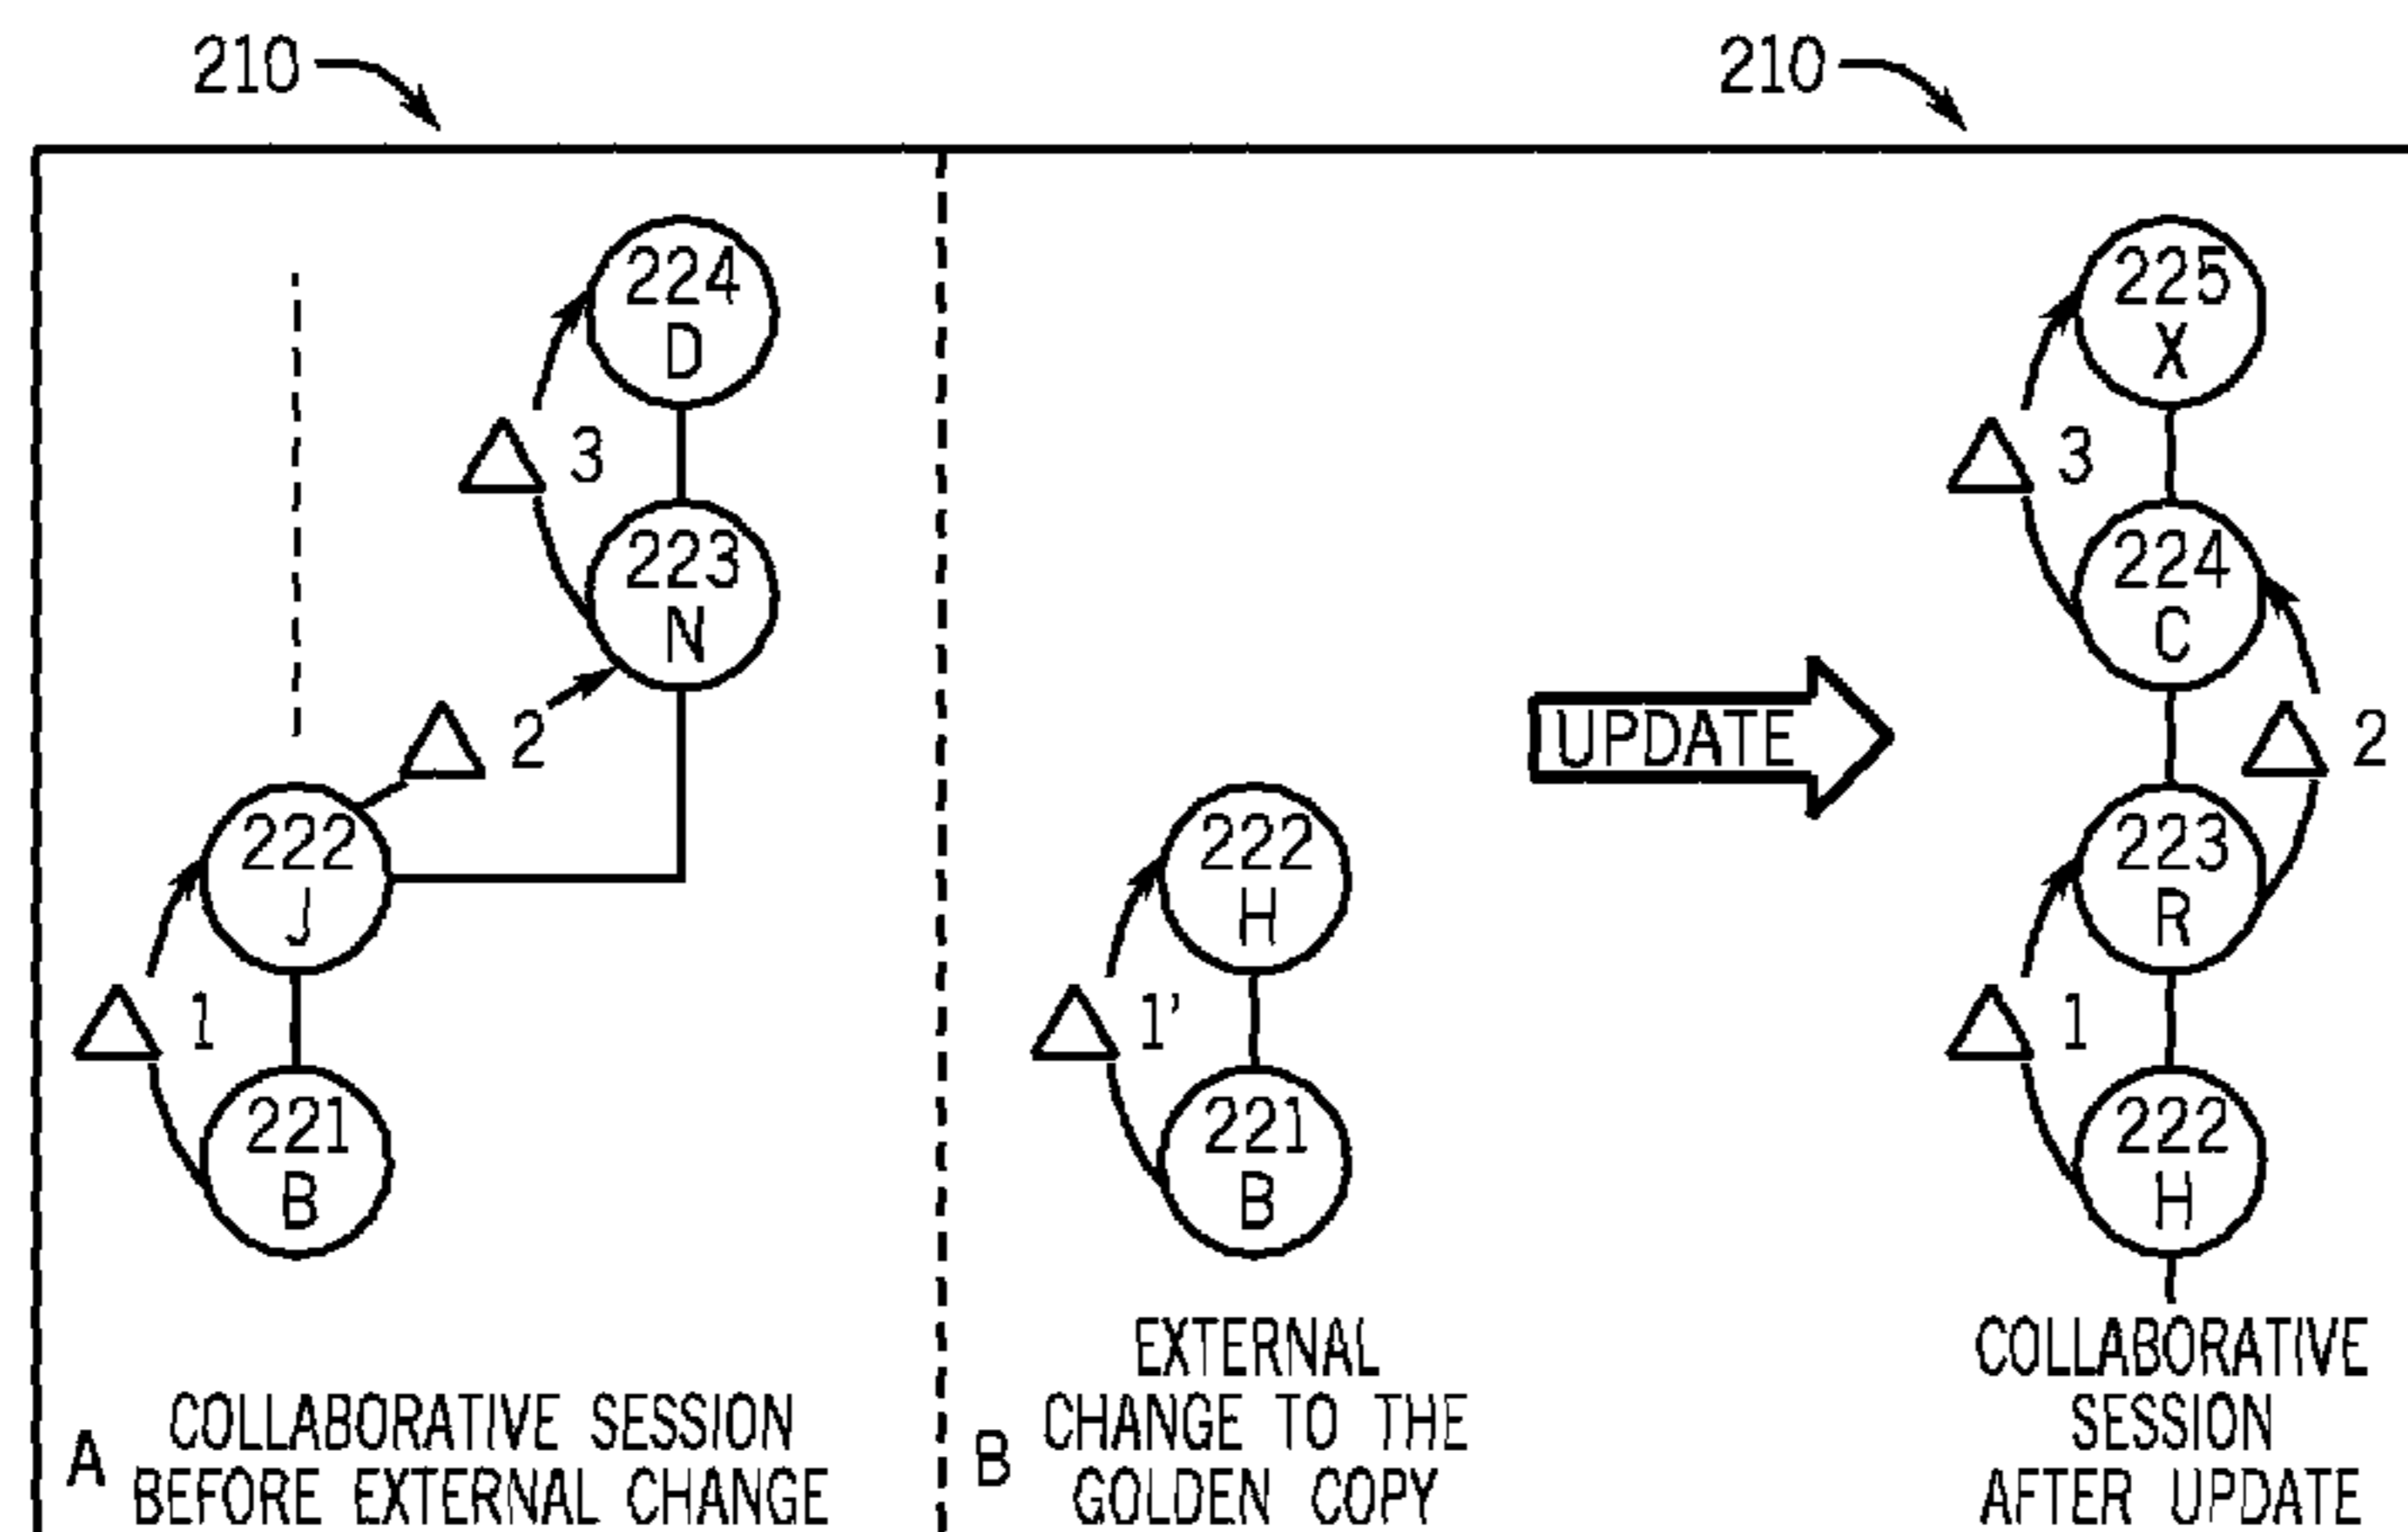 210
224
D
△ 3
223
N
△ 2
222
J
△ 1
221
B
A COLLABORATIVE SESSION
BEFORE EXTERNAL CHANGE
222
H
△ 1'
221
B
B EXTERNAL
CHANGE TO THE
GOLDEN COPY
UPDATE
210
225
X
△ 3
224
C
△ 2
223
R
△ 1
222
H
COLLABORATIVE
SESSION
AFTER UPDATE